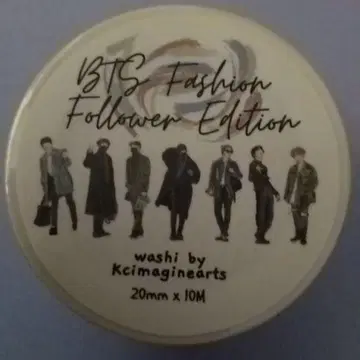 BTS Fashion
Follower Edition
washi by
Kcimaginearts
20mm x 10M